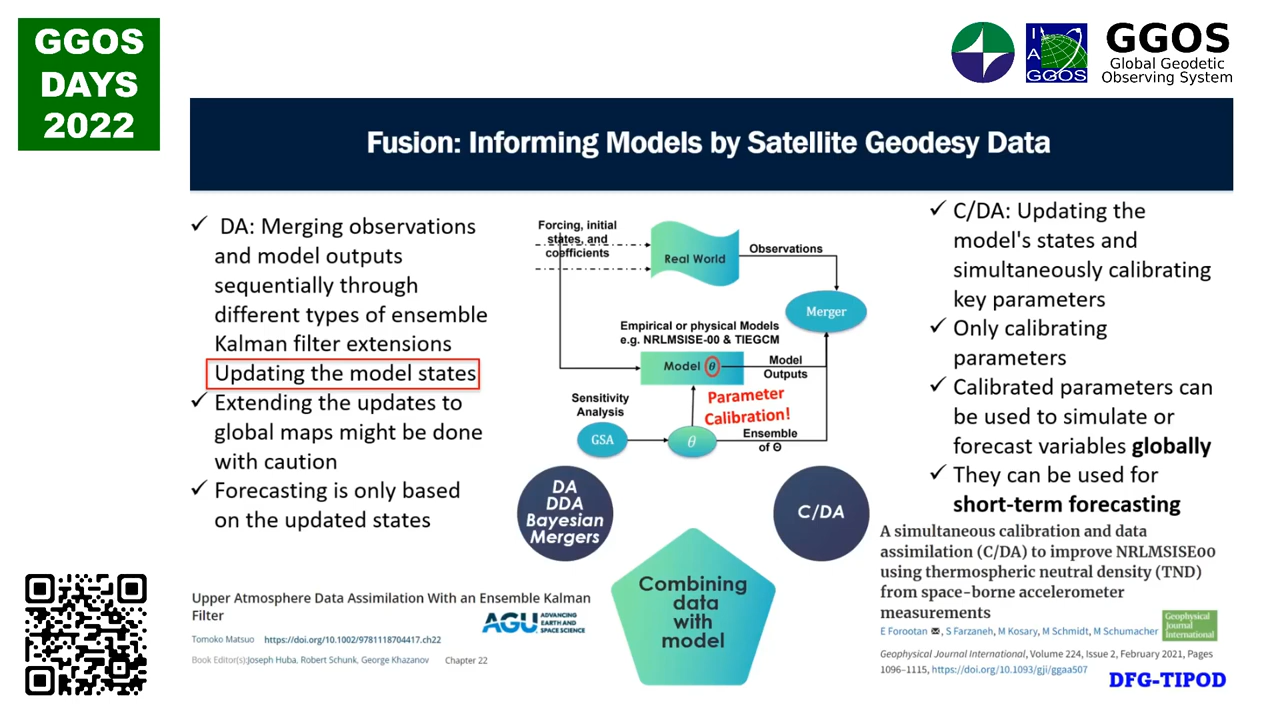 GGOS
DAYS
2022
I
A
GGOS
GGOS
Global Geodetic
Observing System
Fusion: Informing Models by Satellite Geodesy Data
✓ DA: Merging observations
and model outputs
sequentially through
different types of ensemble
Kalman filter extensions
Updating the model states
✓ Extending the updates to
global maps might be done
with caution
✓ Forecasting is only based
on the updated states
Forcing, initial
states, and
coefficients
Real World
Observations
Merger
Empirical or physical Models
e.g. NRLMSISE-00 & TIEGCM
Model θ
Model
Outputs
Parameter
Calibration!
Sensitivity
Analysis
GSA
θ
Ensemble
of Θ
DA
DDA
Bayesian
Mergers
C/DA
Combining
data
with
model
✓ C/DA: Updating the
model's states and
simultaneously calibrating
key parameters
✓ Only calibrating
parameters
✓ Calibrated parameters can
be used to simulate or
forecast variables globally
✓ They can be used for
short-term forecasting
Upper Atmosphere Data Assimilation With an Ensemble Kalman
Filter
AGU ADVANCING
EARTH AND
SPACE SCIENCE
Tomoko Matsuo https://doi.org/10.1002/9781118704417.ch22
Book Editor(s):Joseph Huba, Robert Schunk, George Khazanov Chapter 22
A simultaneous calibration and data
assimilation (C/DA) to improve NRLMSISE00
using thermospheric neutral density (TND)
from space-borne accelerometer
measurements
Geophysical
Journal
International
E Forootan ✉, S Farzaneh, M Kosary, M Schmidt, M Schumacher
Geophysical Journal International, Volume 224, Issue 2, February 2021, Pages
1096–1115, https://doi.org/10.1093/gji/ggaa507
DFG-TIPOD